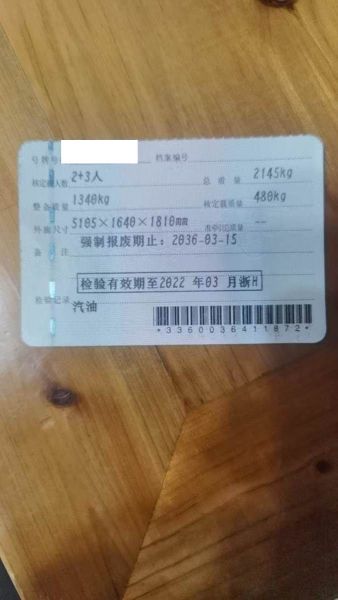 号牌号 档案编号
核定载人数 2+3人 总质量 2145kg
整备质量 1340kg 核定载质量 480kg
外廓尺寸 5105×1640×1810mm 准牵引总质量 --
备注 强制报废期止：2036-03-15
检验有效期至2022 年03 月浙H
检验记录
汽油
*3360036411872*